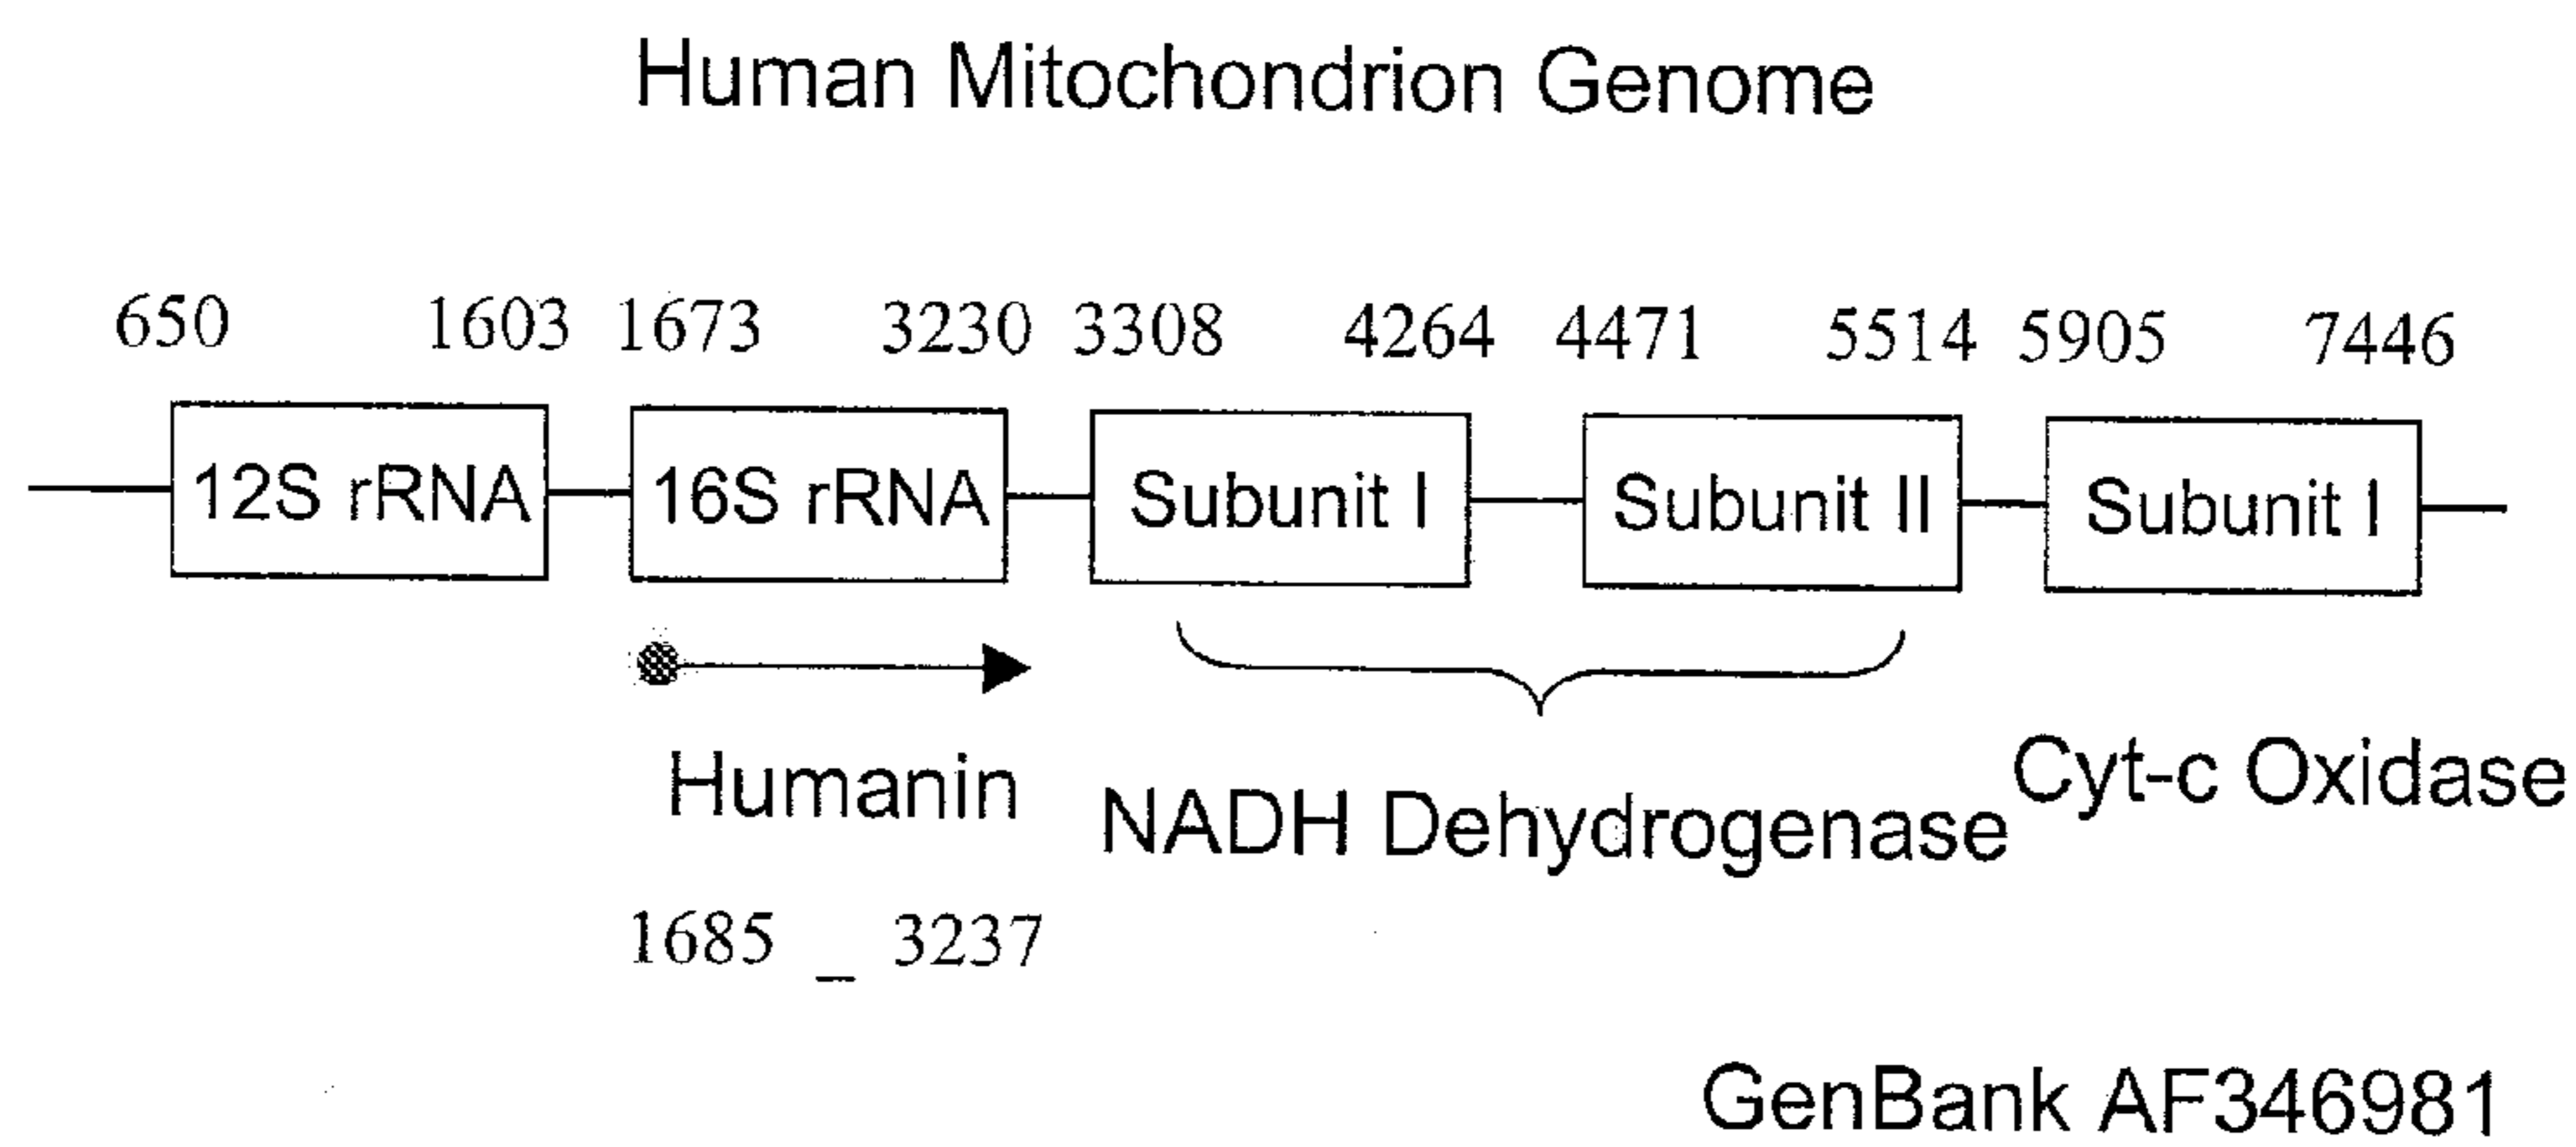 Human Mitochondrion Genome
650 1603 1673 3230 3308 4264 4471 5514 5905 7446
12S rRNA 16S rRNA Subunit I Subunit II Subunit I
Humanin NADH Dehydrogenase Cyt-c Oxidase
1685 _ 3237
GenBank AF346981